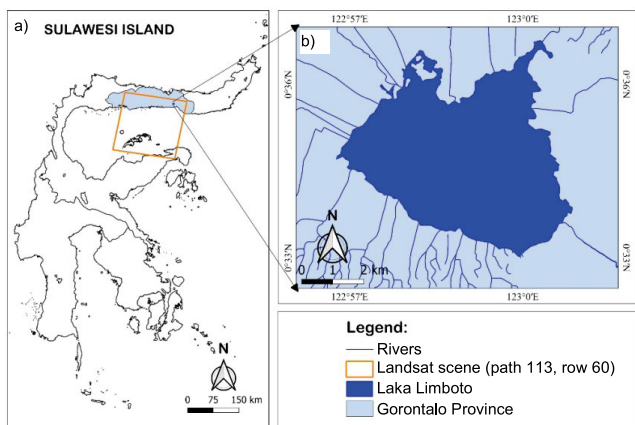 a)
SULAWESI ISLAND
N
0 75 150 km
b)
122°57'E 123°0'E
0°36'N 0°36'N
0°33'N 0°33'N
N
0 1 2 km
122°57'E 123°0'E
Legend:
Rivers
Landsat scene (path 113, row 60)
Laka Limboto
Gorontalo Province